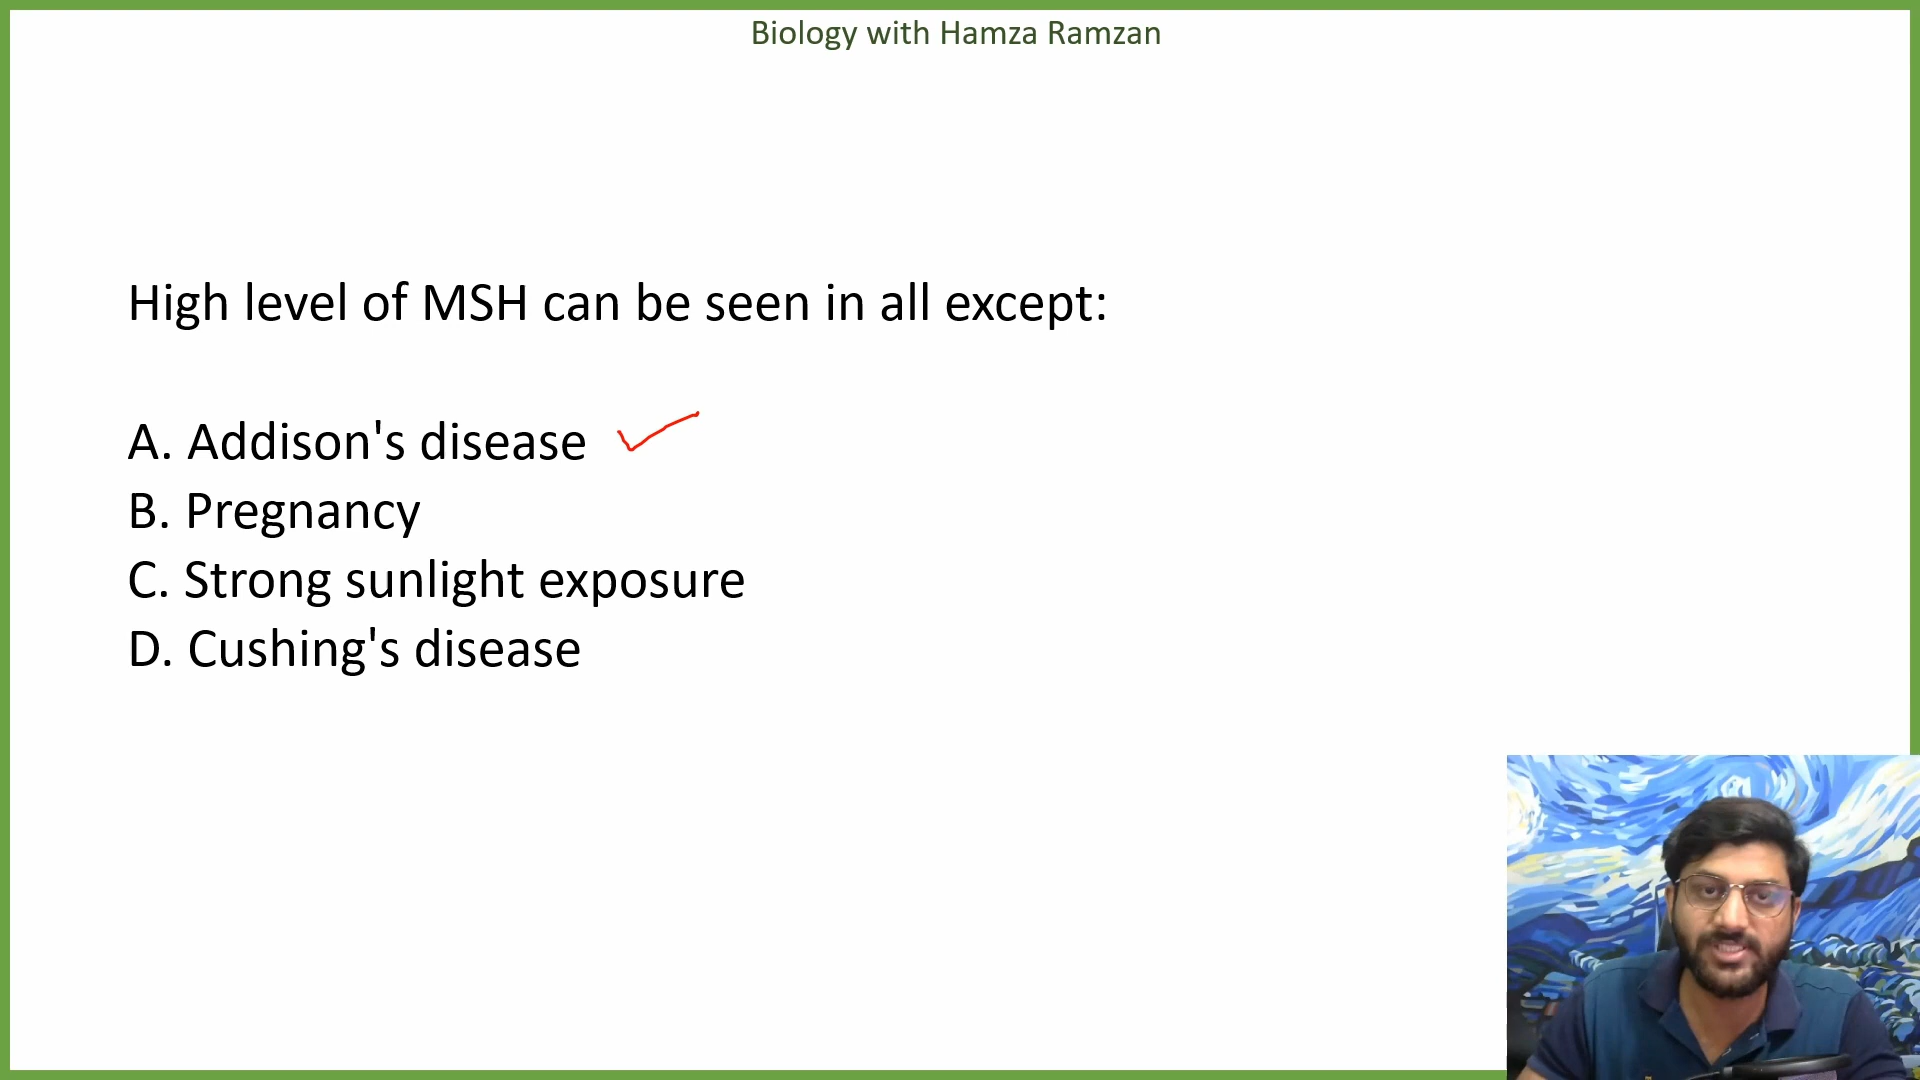 Biology with Hamza Ramzan
High level of MSH can be seen in all except:
A. Addison's disease
B. Pregnancy
C. Strong sunlight exposure
D. Cushing's disease